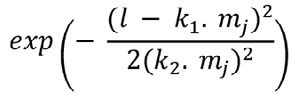 exp(−(l − k₁. mⱼ)²/2(k₂. mⱼ)²)